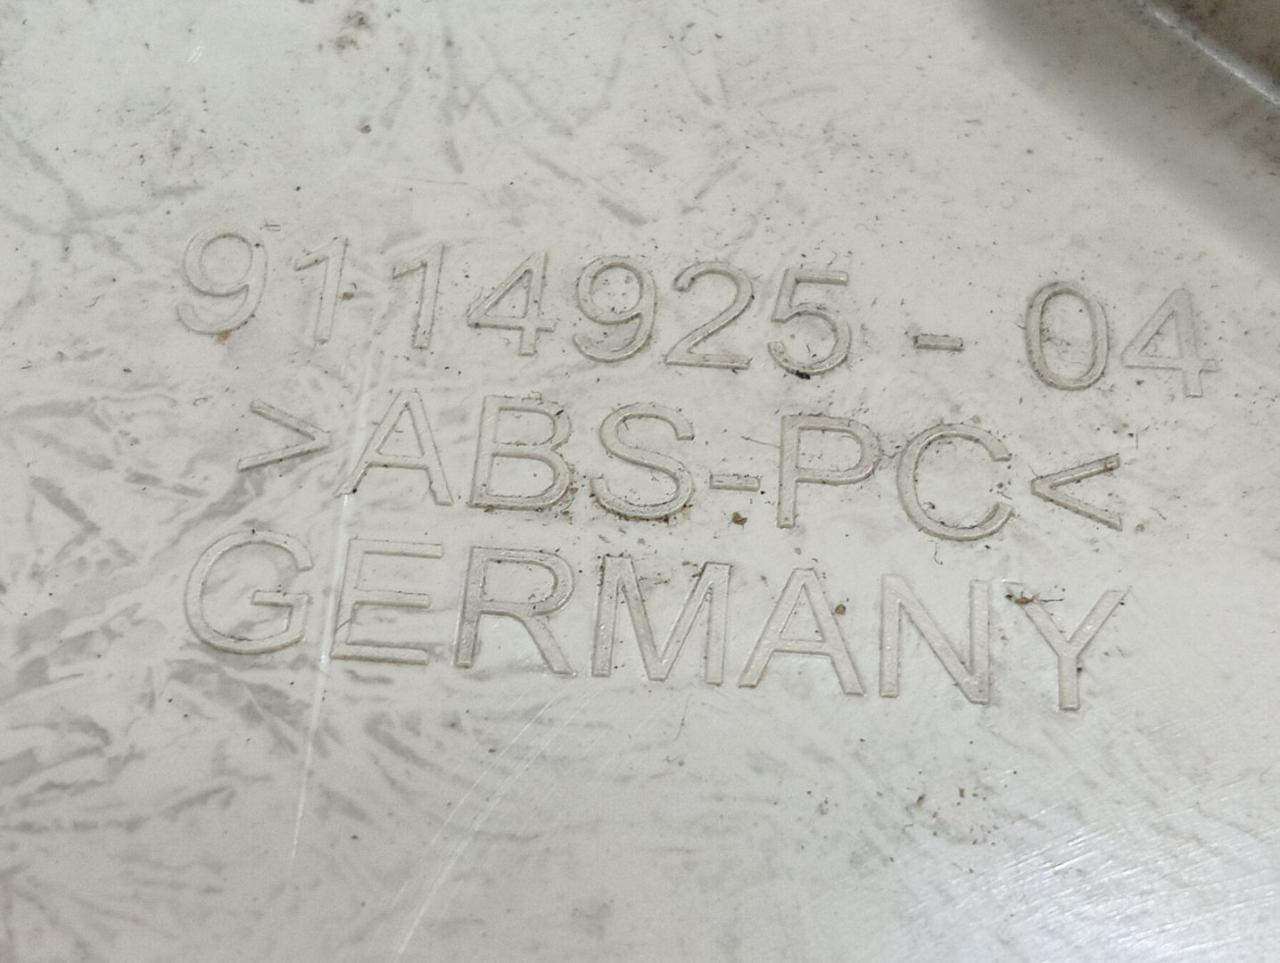 9114925 - 04
>ABS-PC<
GERMANY